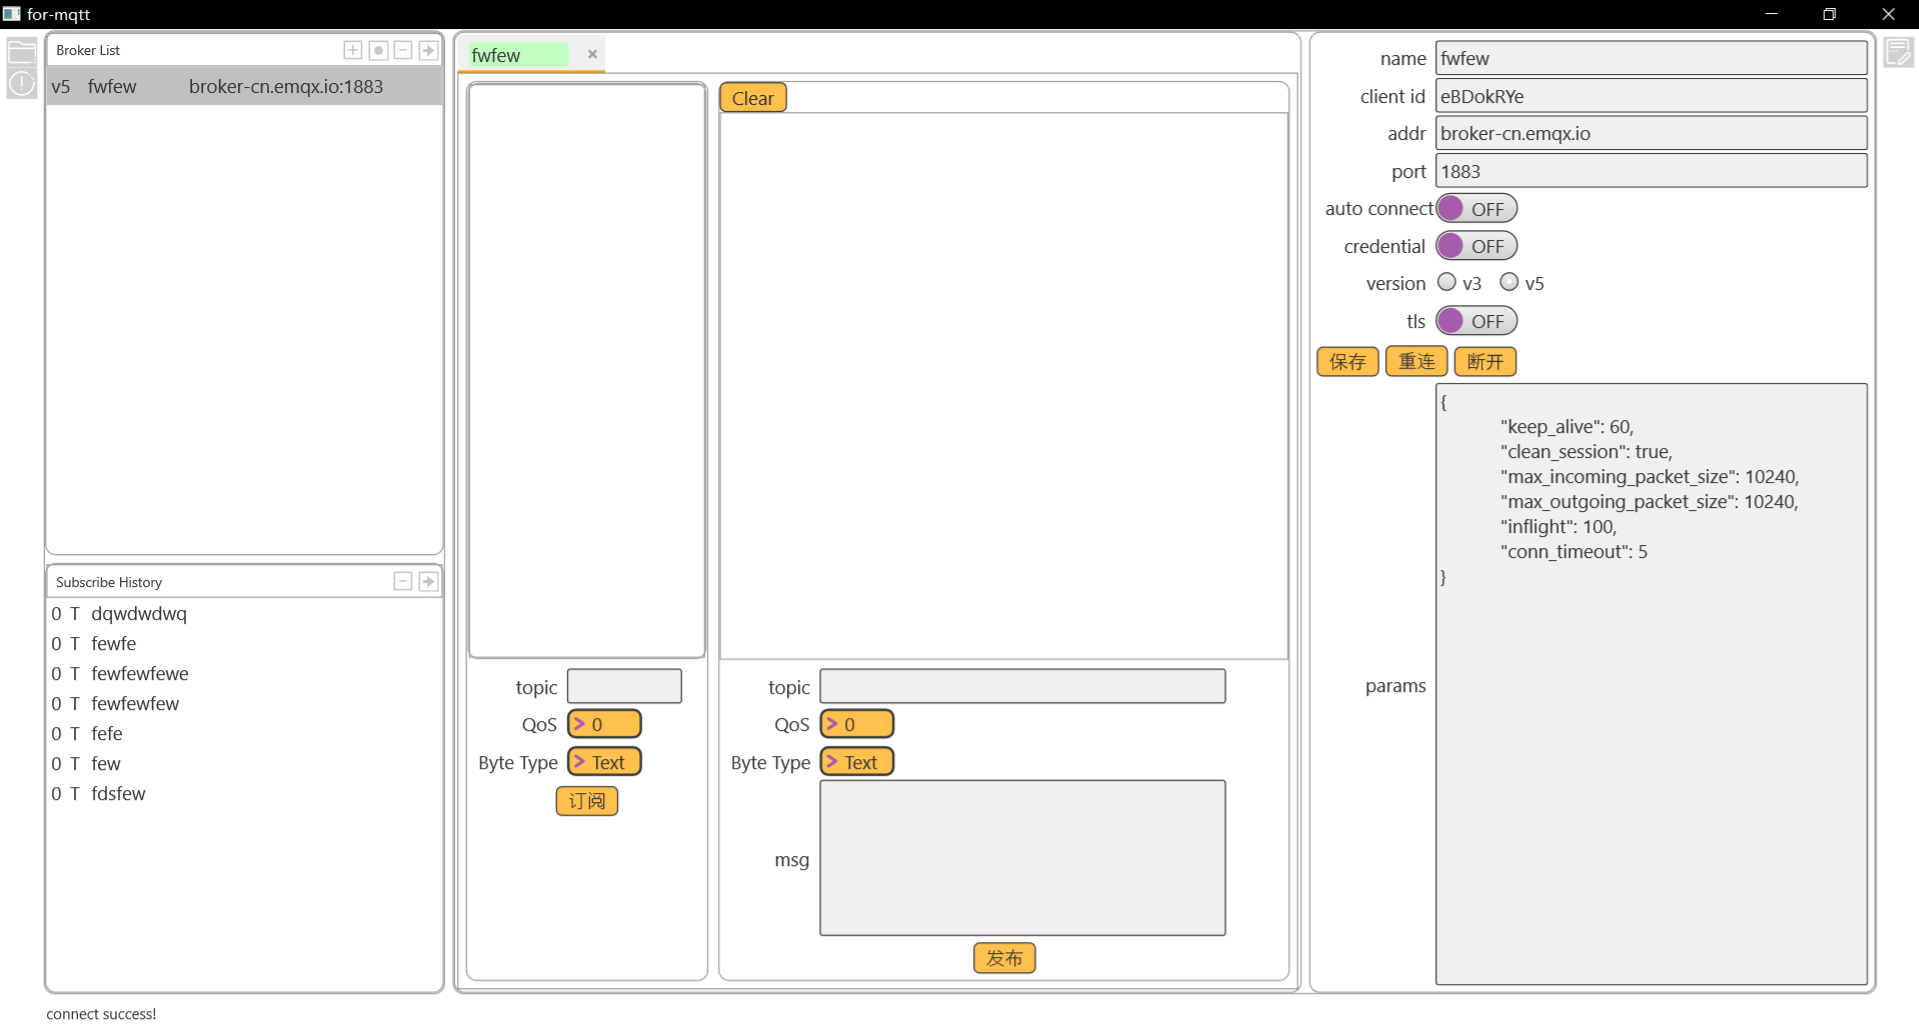 for-mqtt
Broker List
v5 fwfew broker-cn.emqx.io:1883
Subscribe History
0 T dqwdwdwq
0 T fewfe
0 T fewfewfewe
0 T fewfewfew
0 T fefe
0 T few
0 T fdsfew
fwfew
topic
QoS 0
Byte Type Text
订阅
Clear
topic
QoS 0
Byte Type Text
msg
发布
name fwfew
client id eBDokRYe
addr broker-cn.emqx.io
port 1883
auto connect OFF
credential OFF
version v3 v5
tls OFF
保存 重连 断开
params
{
"keep_alive": 60,
"clean_session": true,
"max_incoming_packet_size": 10240,
"max_outgoing_packet_size": 10240,
"inflight": 100,
"conn_timeout": 5
}
connect success!